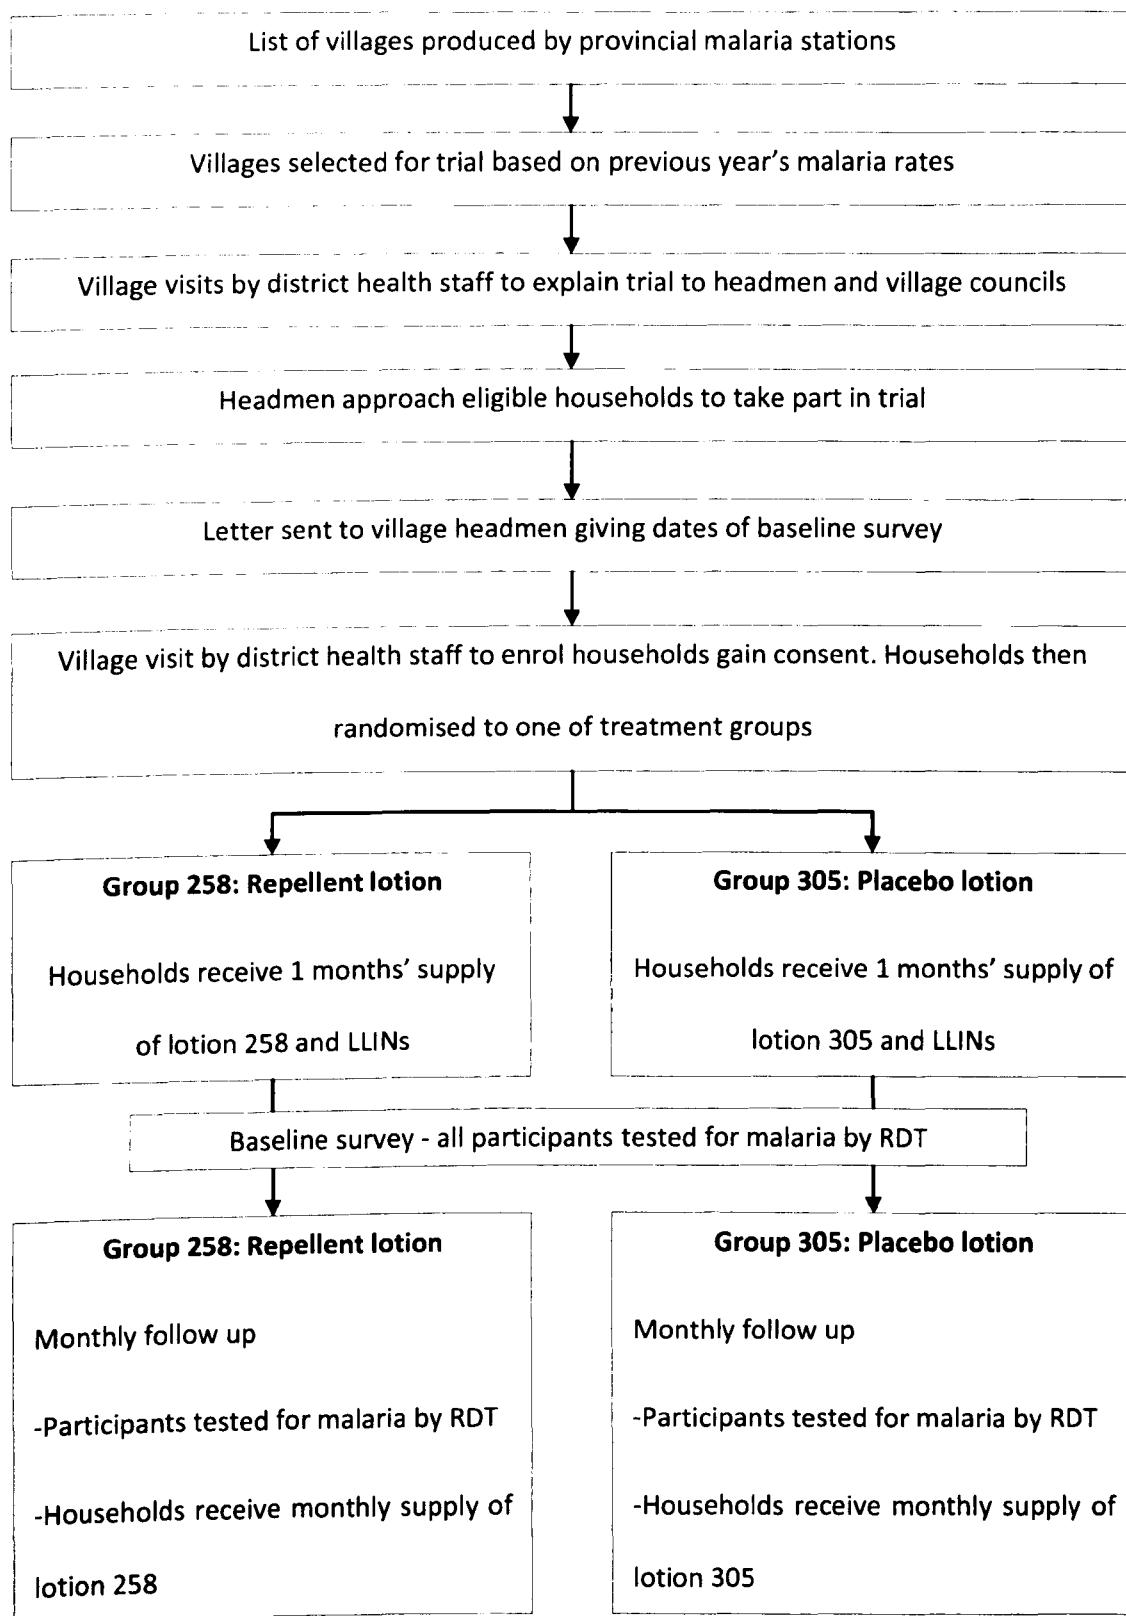 List of villages produced by provincial malaria stations
Villages selected for trial based on previous year's malaria rates
Village visits by district health staff to explain trial to headmen and village councils
Headmen approach eligible households to take part in trial
Letter sent to village headmen giving dates of baseline survey
Village visit by district health staff to enrol households gain consent. Households then
randomised to one of treatment groups
Group 258: Repellent lotion
Households receive 1 months' supply
of lotion 258 and LLINs
Group 305: Placebo lotion
Households receive 1 months' supply of
lotion 305 and LLINs
Baseline survey - all participants tested for malaria by RDT
Group 258: Repellent lotion
Monthly follow up
-Participants tested for malaria by RDT
-Households receive monthly supply of
lotion 258
Group 305: Placebo lotion
Monthly follow up
-Participants tested for malaria by RDT
-Households receive monthly supply of
lotion 305